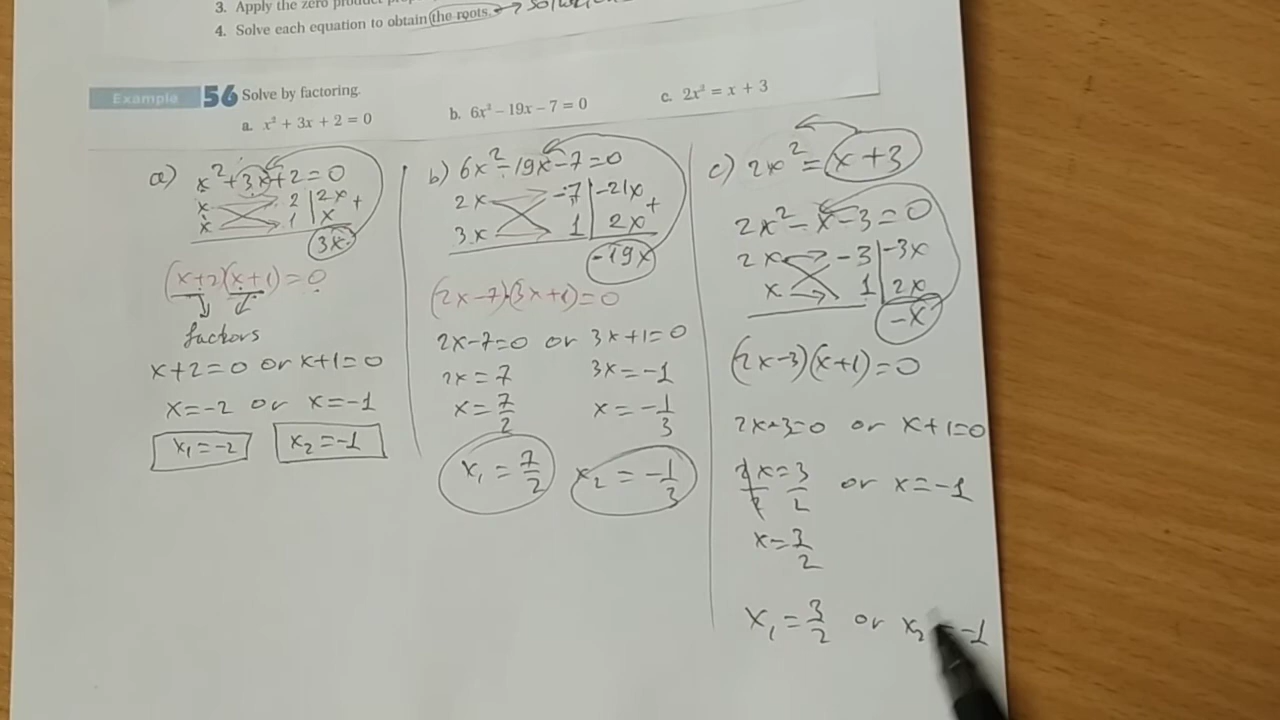 3. Apply the zero product
4. Solve each equation to obtain the roots. →
Example 56 Solve by factoring.
a. x² + 3x + 2 = 0
b. 6x² − 19x − 7 = 0
c. 2x² = x + 3
a) x²+3x+2=0
x 2 | 2x +
x 1 | x
3x
(x+2)(x+1)=0
factors
x+2=0 or x+1=0
x=-2 or x=-1
x₁=-2 x₂=-1
b) 6x²-19x-7=0
2x -7 | -21x +
3x 1 | 2x
-19x
(2x-7)·(3x+1)=0
2x-7=0 or 3x+1=0
2x=7 3x=-1
x=7/2 x=-1/3
x₁=7/2 x₂=-1/3
c) 2x²=x+3
2x²-x-3=0
2x -3 | -3x
x 1 | 2x
-x
(2x-3)(x+1)=0
2x-3=0 or x+1=0
2x/2=3/2 or x=-1
x=3/2
x₁=3/2 or x₂=-1